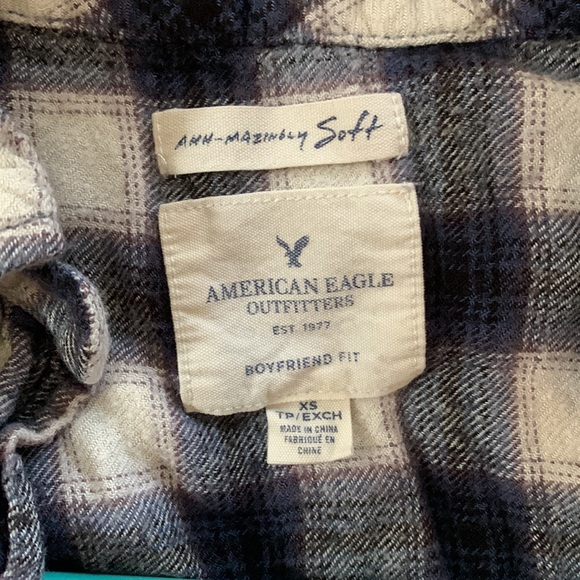 AHH-MAZINGLY Soft
AMERICAN EAGLE
OUTFITTERS
EST. 1977
BOYFRIEND FIT
XS
TP/EXCH
MADE IN CHINA
FABRIQUÉ EN
CHINE